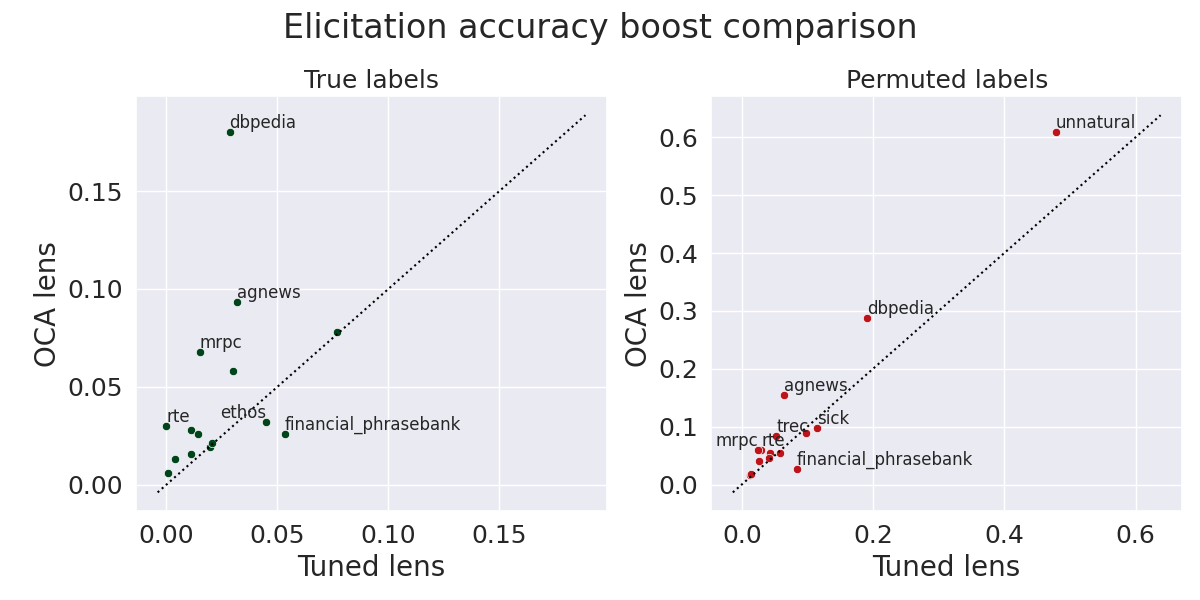 Elicitation accuracy boost comparison
True labels
OCA lens
0.15
0.10
0.05
0.00
dbpedia
agnews
mrpc
rte
ethos
financial_phrasebank
0.00 0.05 0.10 0.15
Tuned lens
Permuted labels
OCA lens
0.6
0.5
0.4
0.3
0.2
0.1
0.0
unnatural
dbpedia
agnews
sick
trec
mrpc
rte
financial_phrasebank
0.0 0.2 0.4 0.6
Tuned lens